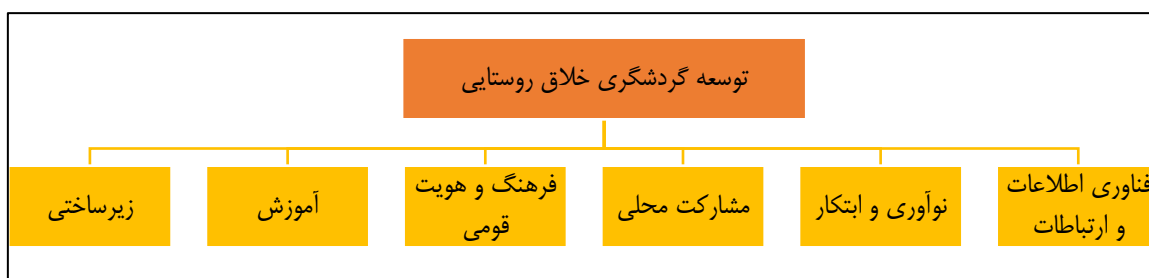 توسعه گردشگری خلاق روستایی
فناوری اطلاعات
و ارتباطات
نوآوری و ابتکار
مشارکت محلی
فرهنگ و هویت
قومی
آموزش
زیرساختی